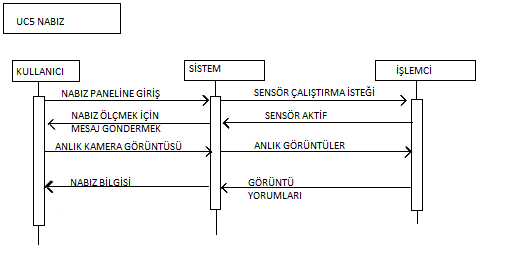 UC5 NABIZ
KULLANICI
SİSTEM
İŞLEMCİ
NABIZ PANELİNE GİRİŞ
SENSÖR ÇALIŞTIRMA İSTEĞİ
NABIZ ÖLÇMEK İÇİN
MESAJ GÖNDERMEK
SENSÖR AKTİF
ANLIK KAMERA GÖRÜNTÜSÜ
ANLIK GÖRÜNTÜLER
NABIZ BİLGİSİ
GÖRÜNTÜ
YORUMLARI